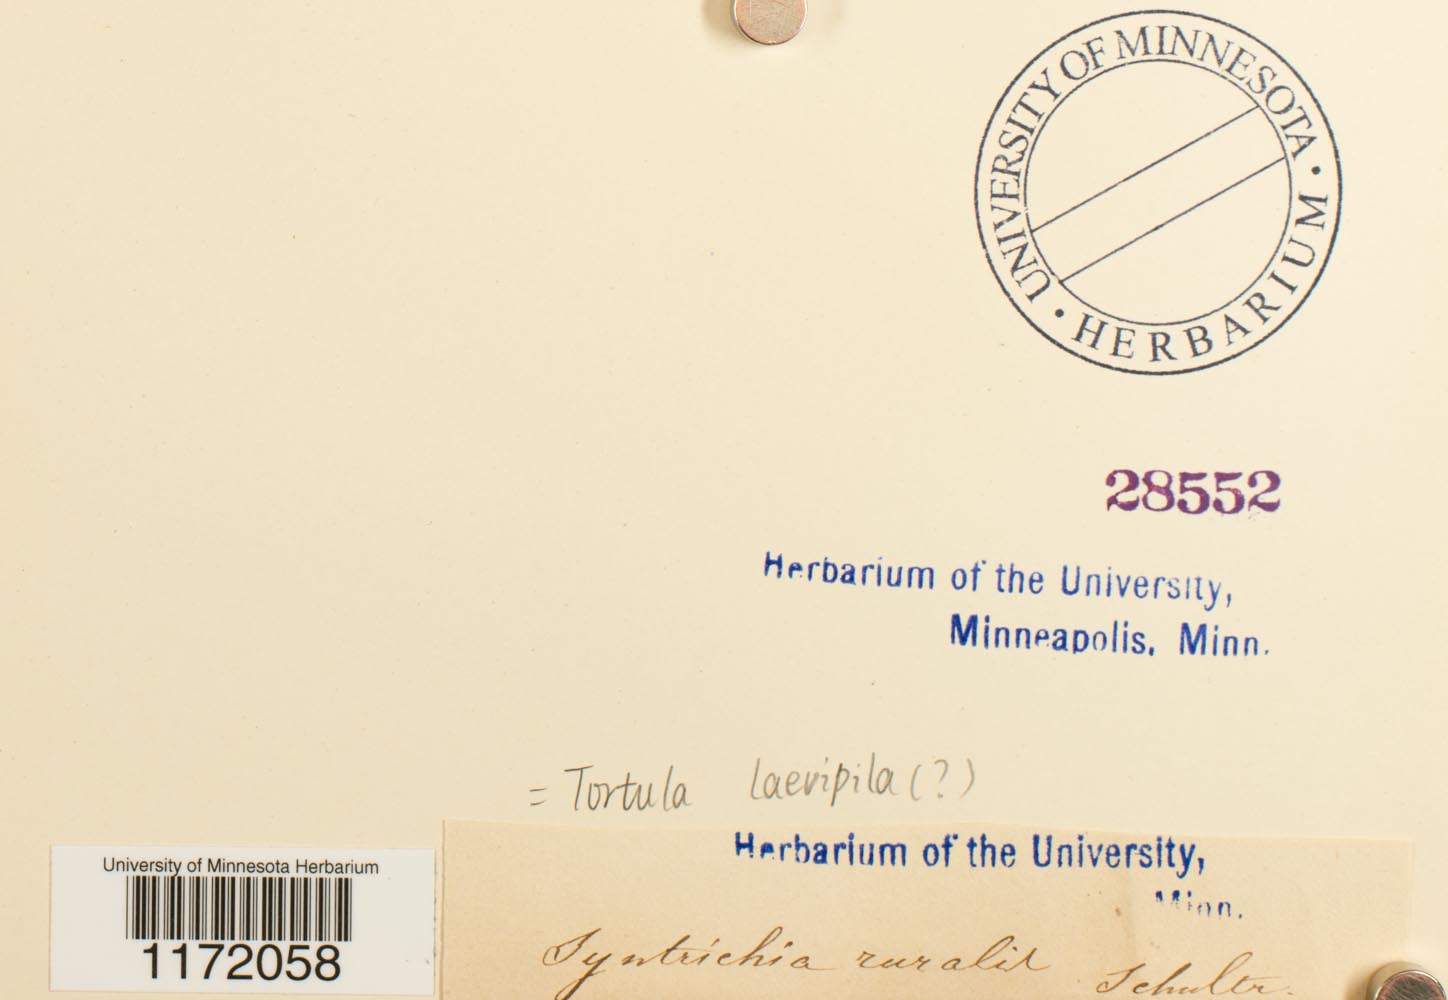 UNIVERSITY OF MINNESOTA • HERBARIUM •
28552
Herbarium of the University,
Minneapolis, Minn.
= Tortula laevipila (?)
Herbarium of the University,
Minn.
University of Minnesota Herbarium
1172058
Syntrichia ruralis Schultz.